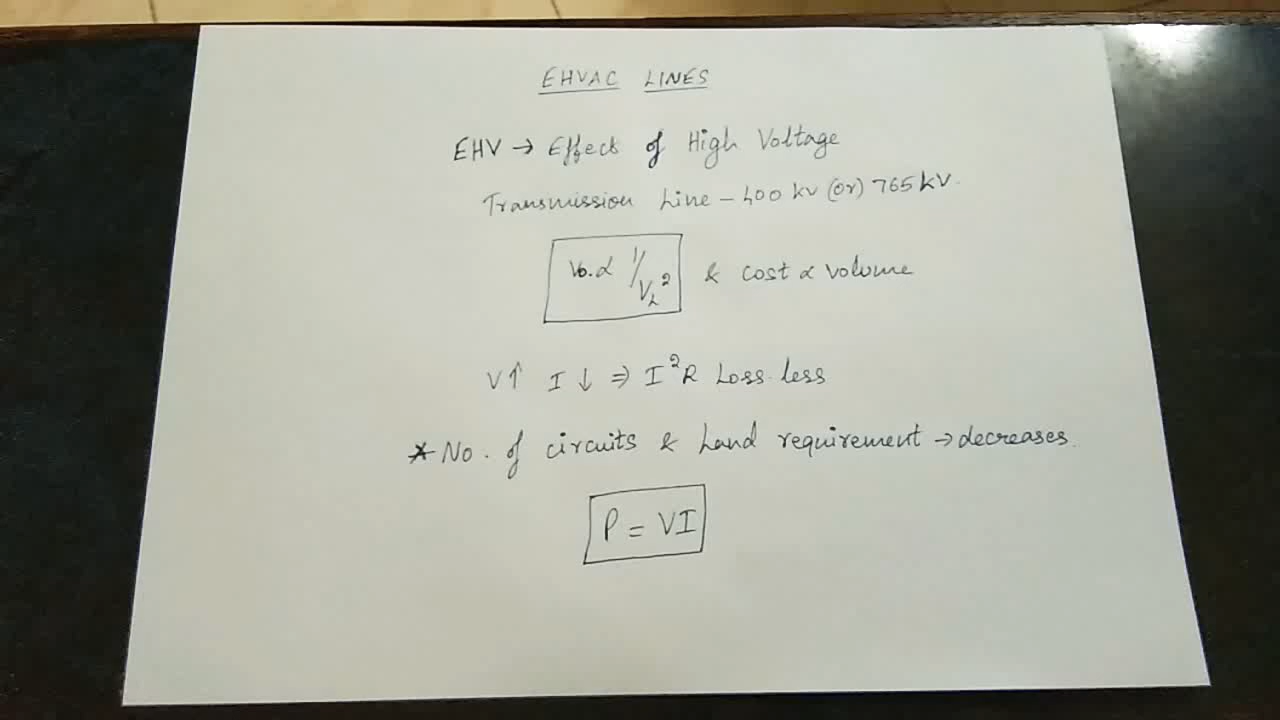 EHVAC LINES
EHV → Effect of High Voltage
Transmission Line - 400 kv (or) 765 kV.
Vo. ∝ 1/V_L² & cost ∝ volume
V↑ I↓ ⇒ I²R Loss less
* No. of circuits & Land requirement → decreases.
P = VI